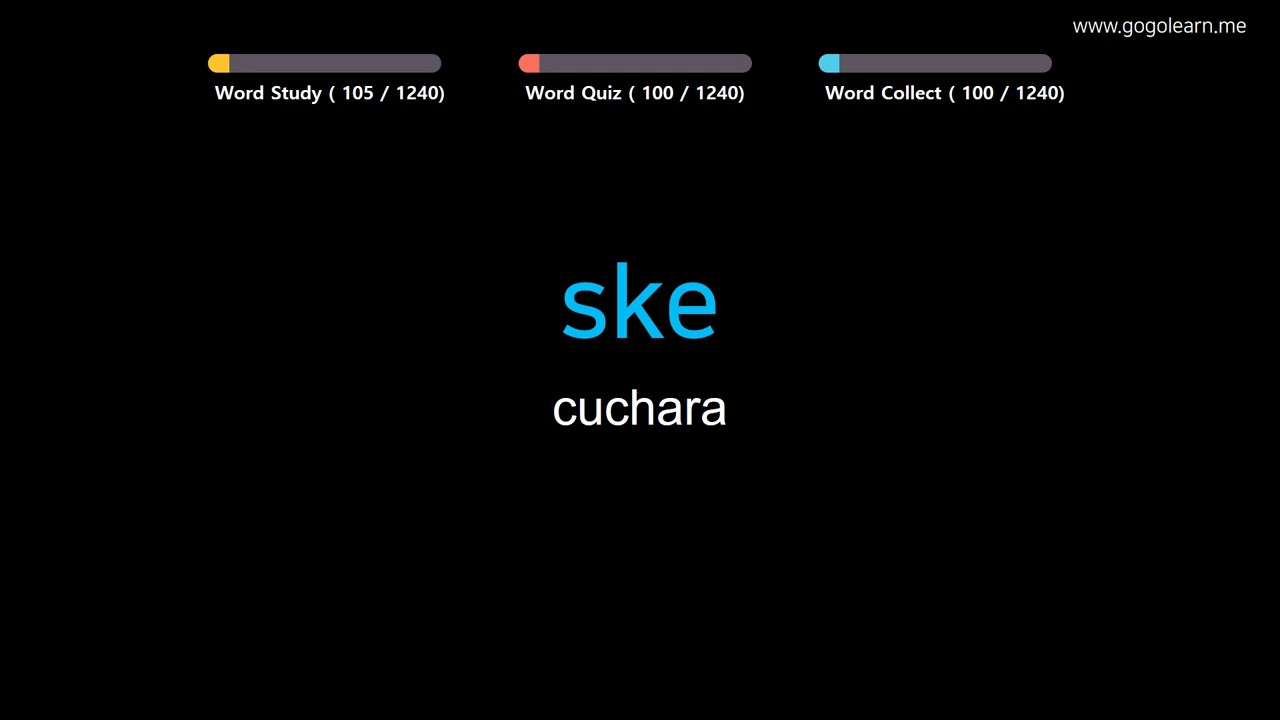 www.gogolearn.me
Word Study ( 105 / 1240)
Word Quiz ( 100 / 1240)
Word Collect ( 100 / 1240)
ske
cuchara